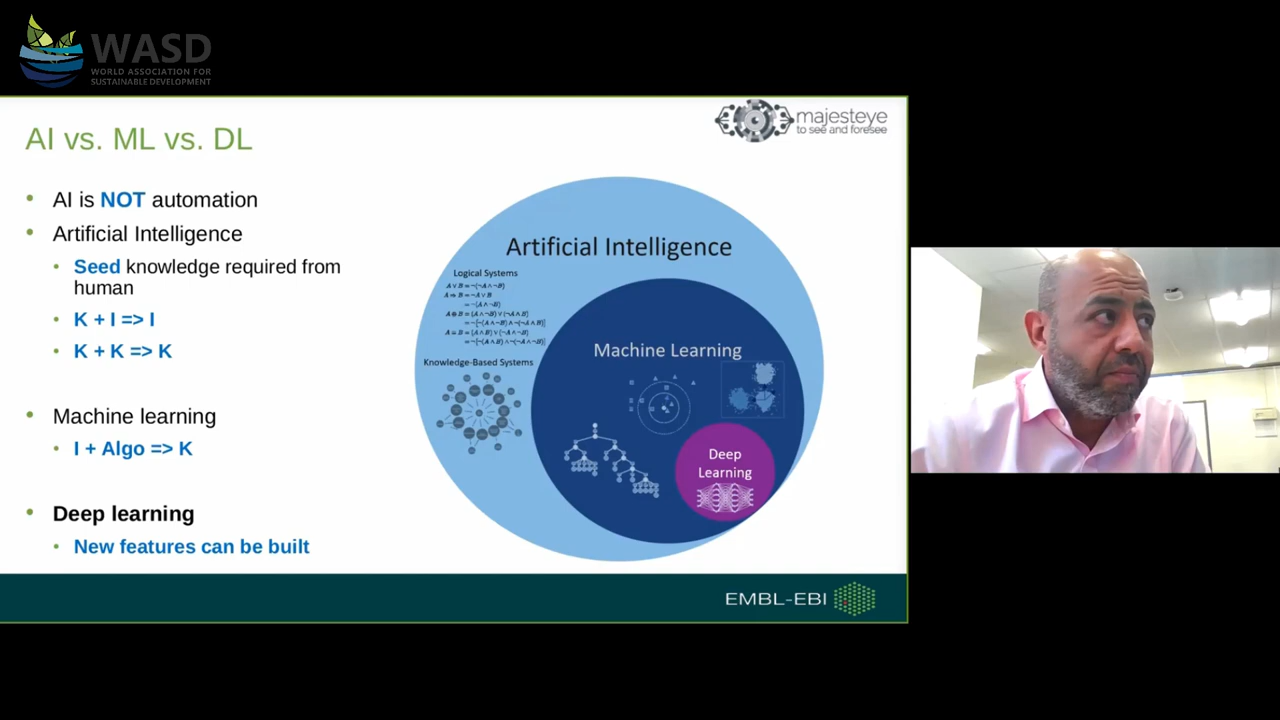 WASD
WORLD ASSOCIATION FOR
SUSTAINABLE DEVELOPMENT
majesteye
to see and foresee
AI vs. ML vs. DL
• AI is NOT automation
• Artificial Intelligence
• Seed knowledge required from
human
• K + I => I
• K + K => K
• Machine learning
• I + Algo => K
• Deep learning
• New features can be built
Artificial Intelligence
Logical Systems
Knowledge-Based Systems
Machine Learning
Deep
Learning
EMBL-EBI